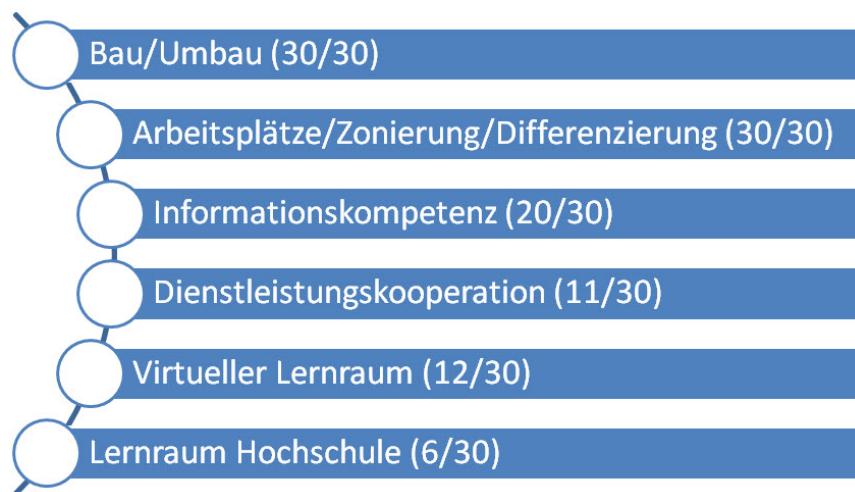 Bau/Umbau (30/30)
Arbeitsplätze/Zonierung/Differenzierung (30/30)
Informationskompetenz (20/30)
Dienstleistungskooperation (11/30)
Virtueller Lernraum (12/30)
Lernraum Hochschule (6/30)